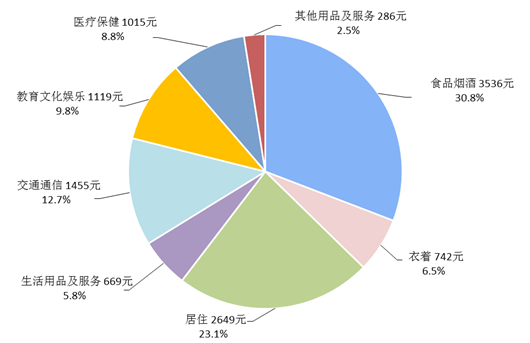 其他用品及服务 286元
2.5%
食品烟酒 3536元
30.8%
衣着 742元
6.5%
居住 2649元
23.1%
生活用品及服务 669元
5.8%
交通通信 1455元
12.7%
教育文化娱乐 1119元
9.8%
医疗保健 1015元
8.8%